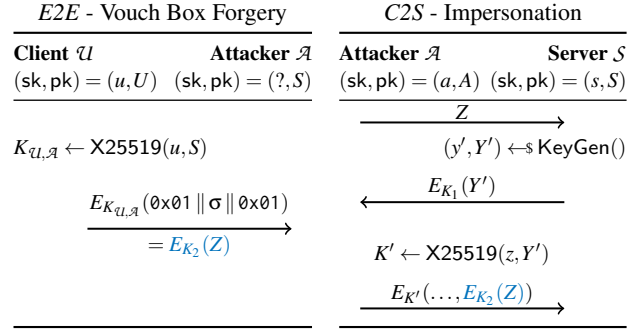 E2E - Vouch Box Forgery
Client 𝒰 Attacker 𝒜
(sk, pk) = (u,U) (sk, pk) = (?,S)
K_{𝒰,𝒜} ← X25519(u,S)
E_{K_{𝒰,𝒜}}(0x01 ‖ σ ‖ 0x01)
= E_{K_2}(Z)
C2S - Impersonation
Attacker 𝒜 Server 𝒮
(sk, pk) = (a,A) (sk, pk) = (s,S)
Z
(y′,Y′) ←$ KeyGen()
E_{K_1}(Y′)
K′ ← X25519(z,Y′)
E_{K′}(…,E_{K_2}(Z))